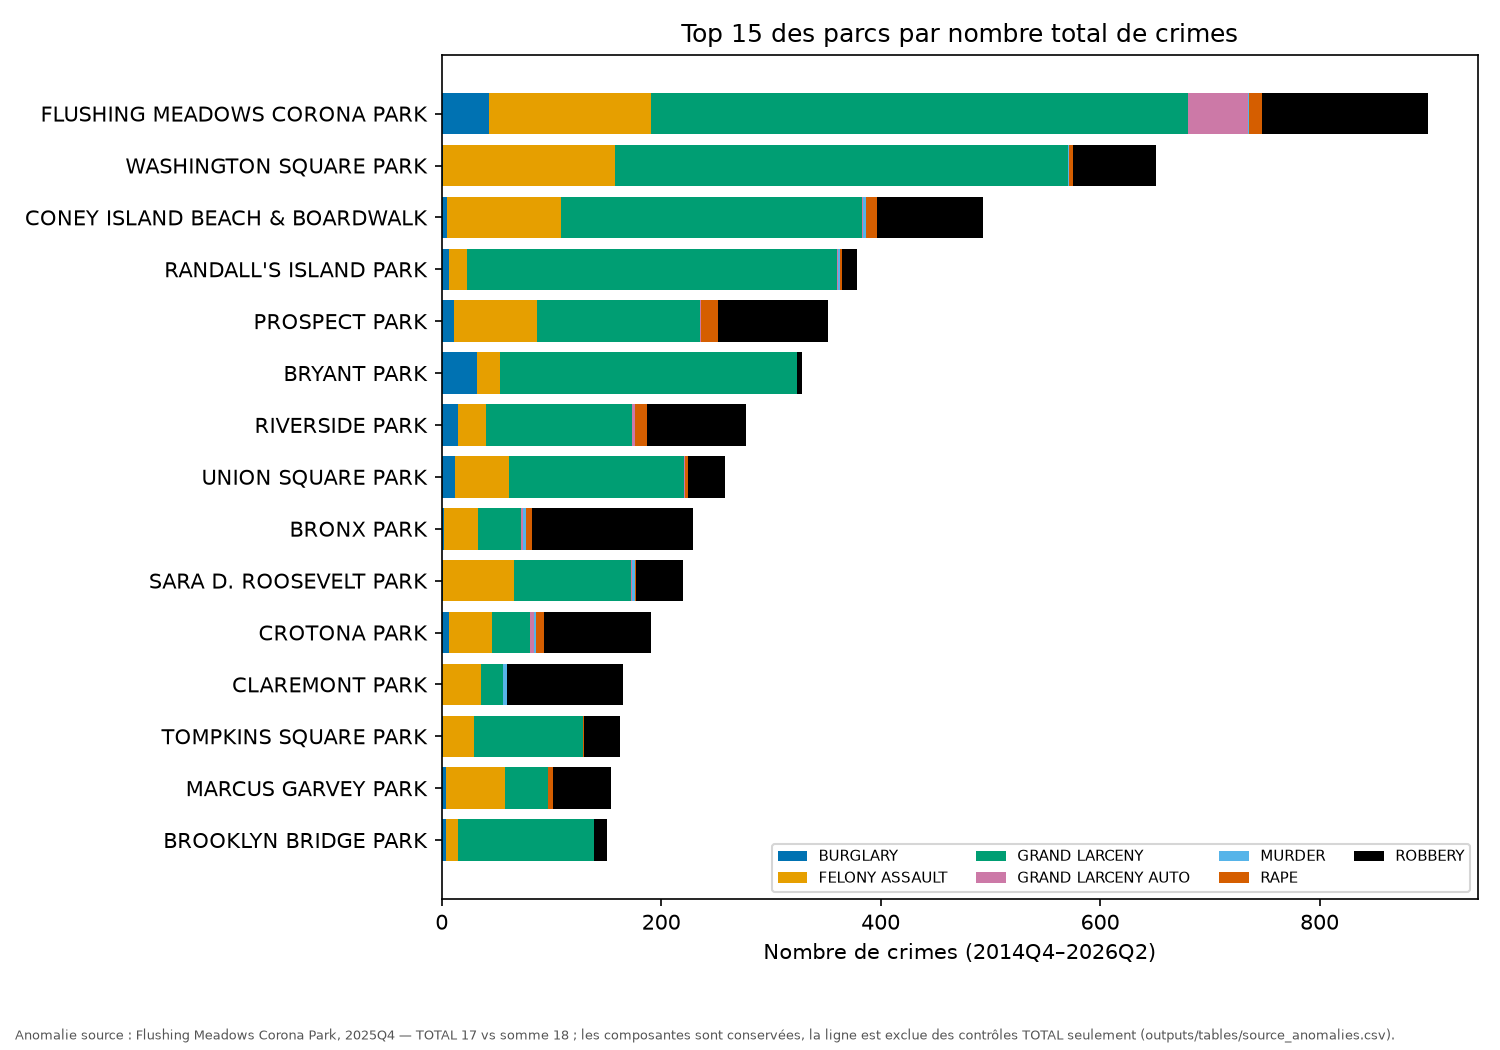 Top 15 des parcs par nombre total de crimes
FLUSHING MEADOWS CORONA PARK
WASHINGTON SQUARE PARK
CONEY ISLAND BEACH & BOARDWALK
RANDALL'S ISLAND PARK
PROSPECT PARK
BRYANT PARK
RIVERSIDE PARK
UNION SQUARE PARK
BRONX PARK
SARA D. ROOSEVELT PARK
CROTONA PARK
CLAREMONT PARK
TOMPKINS SQUARE PARK
MARCUS GARVEY PARK
BROOKLYN BRIDGE PARK
BURGLARY GRAND LARCENY MURDER ROBBERY
FELONY ASSAULT GRAND LARCENY AUTO RAPE
0 200 400 600 800
Nombre de crimes (2014Q4–2026Q2)
Anomalie source : Flushing Meadows Corona Park, 2025Q4 — TOTAL 17 vs somme 18 ; les composantes sont conservées, la ligne est exclue des contrôles TOTAL seulement (outputs/tables/source_anomalies.csv).